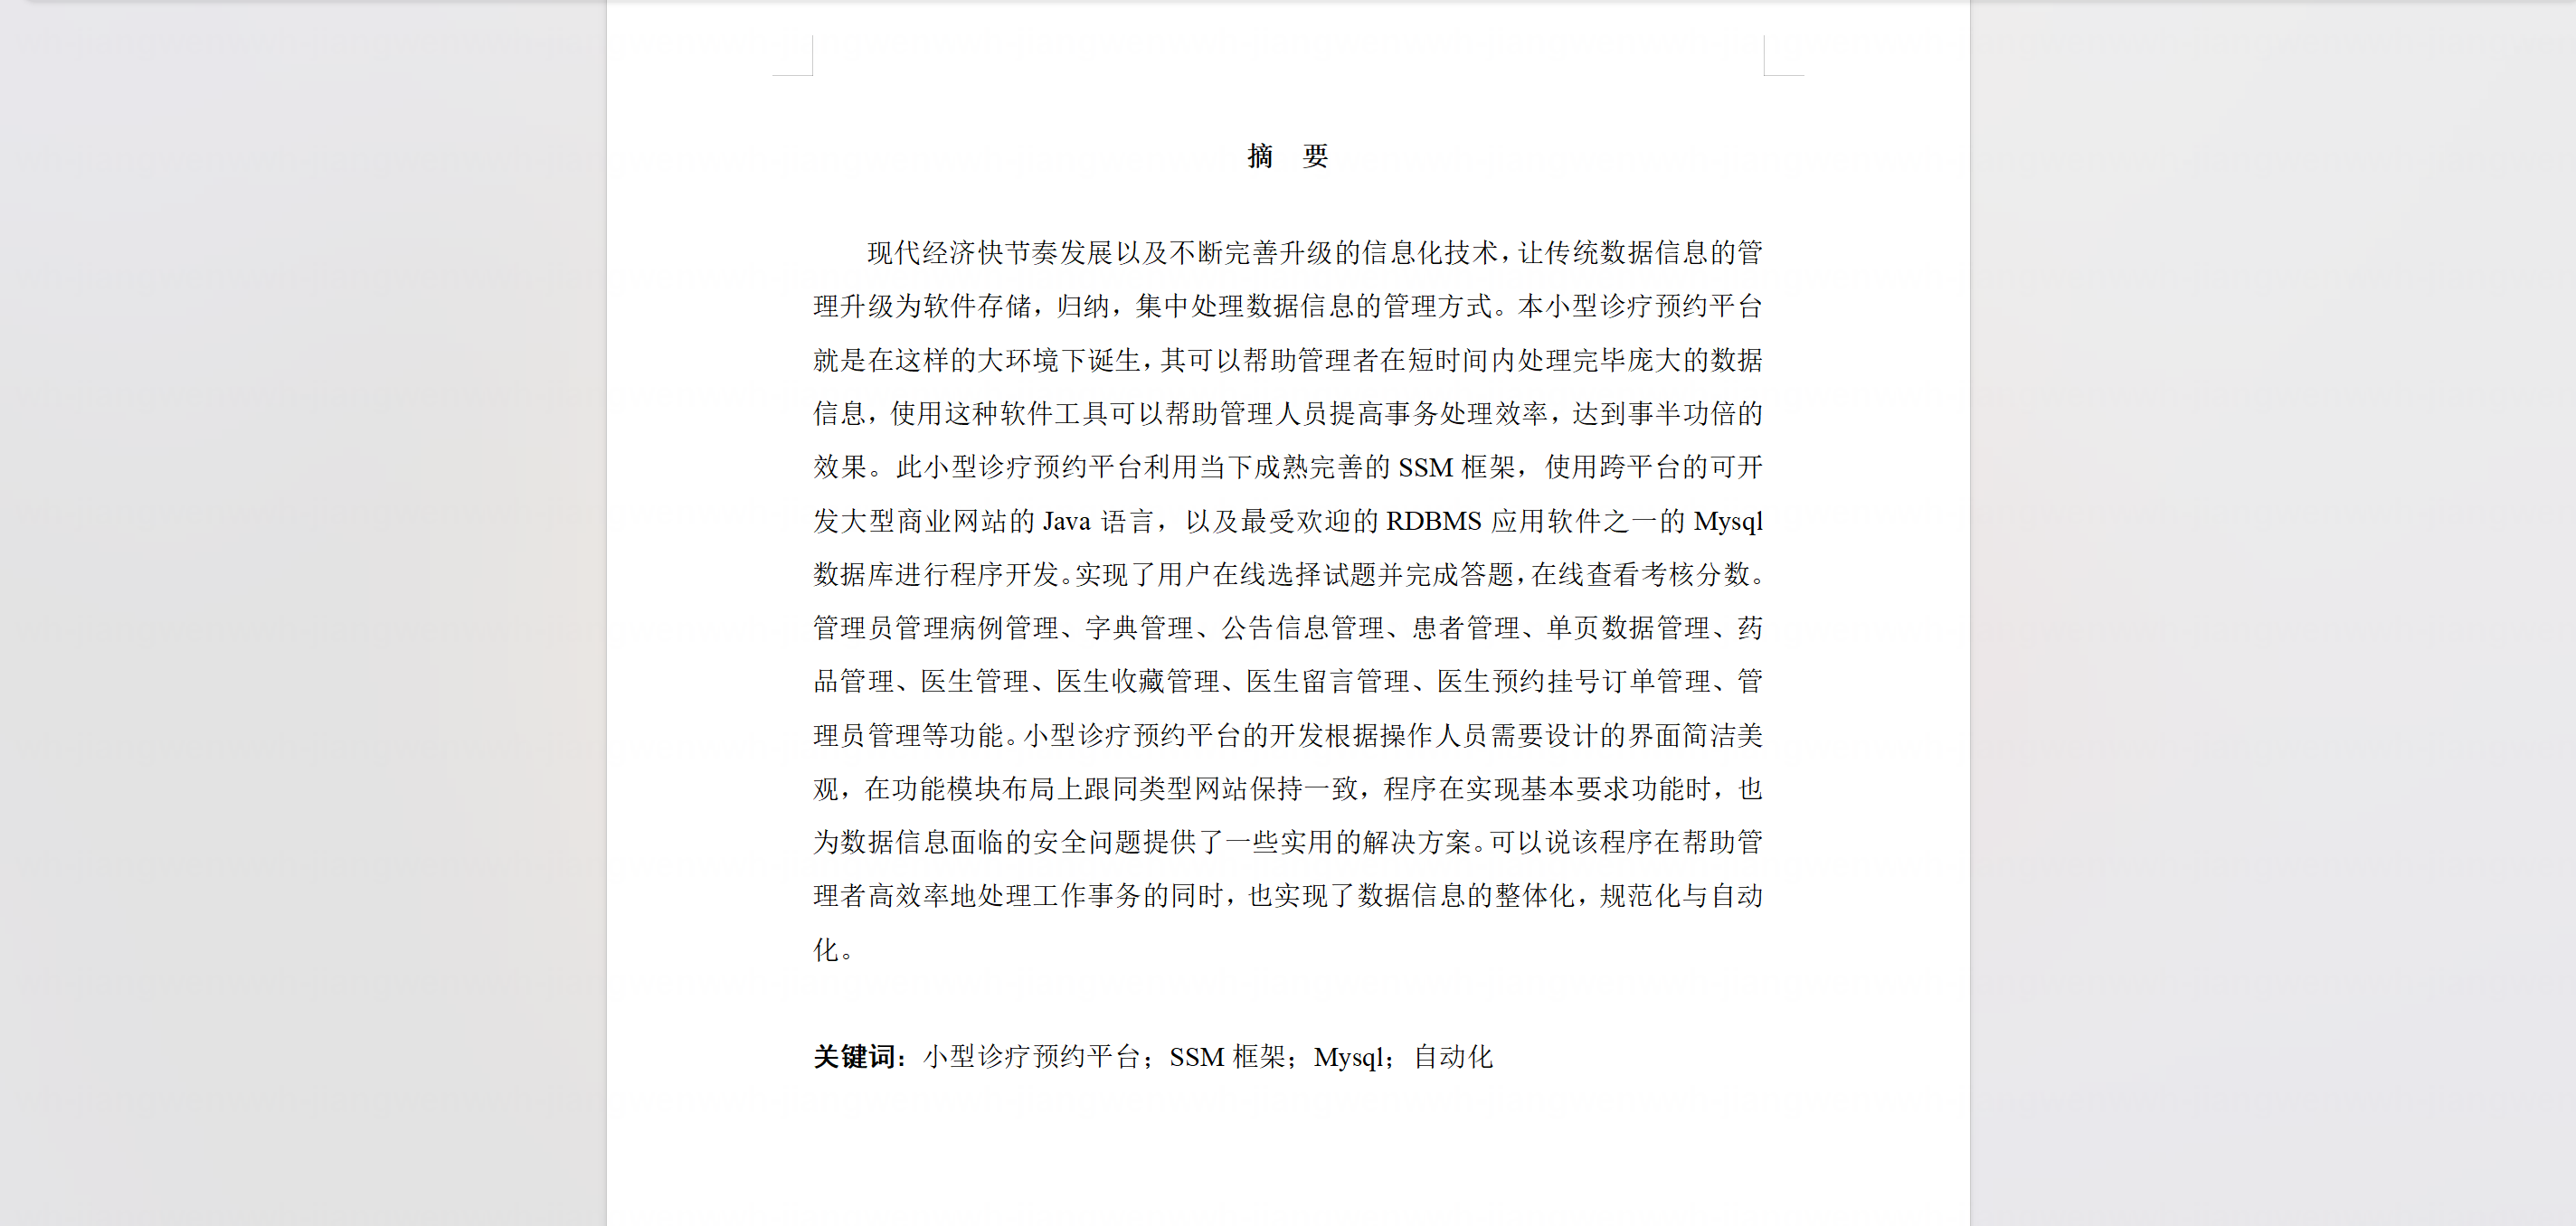 摘 要
现代经济快节奏发展以及不断完善升级的信息化技术，让传统数据信息的管
理升级为软件存储，归纳，集中处理数据信息的管理方式。本小型诊疗预约平台
就是在这样的大环境下诞生，其可以帮助管理者在短时间内处理完毕庞大的数据
信息，使用这种软件工具可以帮助管理人员提高事务处理效率，达到事半功倍的
效果。此小型诊疗预约平台利用当下成熟完善的 SSM 框架，使用跨平台的可开
发大型商业网站的 Java 语言，以及最受欢迎的 RDBMS 应用软件之一的 Mysql
数据库进行程序开发。实现了用户在线选择试题并完成答题，在线查看考核分数。
管理员管理病例管理、字典管理、公告信息管理、患者管理、单页数据管理、药
品管理、医生管理、医生收藏管理、医生留言管理、医生预约挂号订单管理、管
理员管理等功能。小型诊疗预约平台的开发根据操作人员需要设计的界面简洁美
观，在功能模块布局上跟同类型网站保持一致，程序在实现基本要求功能时，也
为数据信息面临的安全问题提供了一些实用的解决方案。可以说该程序在帮助管
理者高效率地处理工作事务的同时，也实现了数据信息的整体化，规范化与自动
化。
关键词：小型诊疗预约平台；SSM 框架；Mysql；自动化